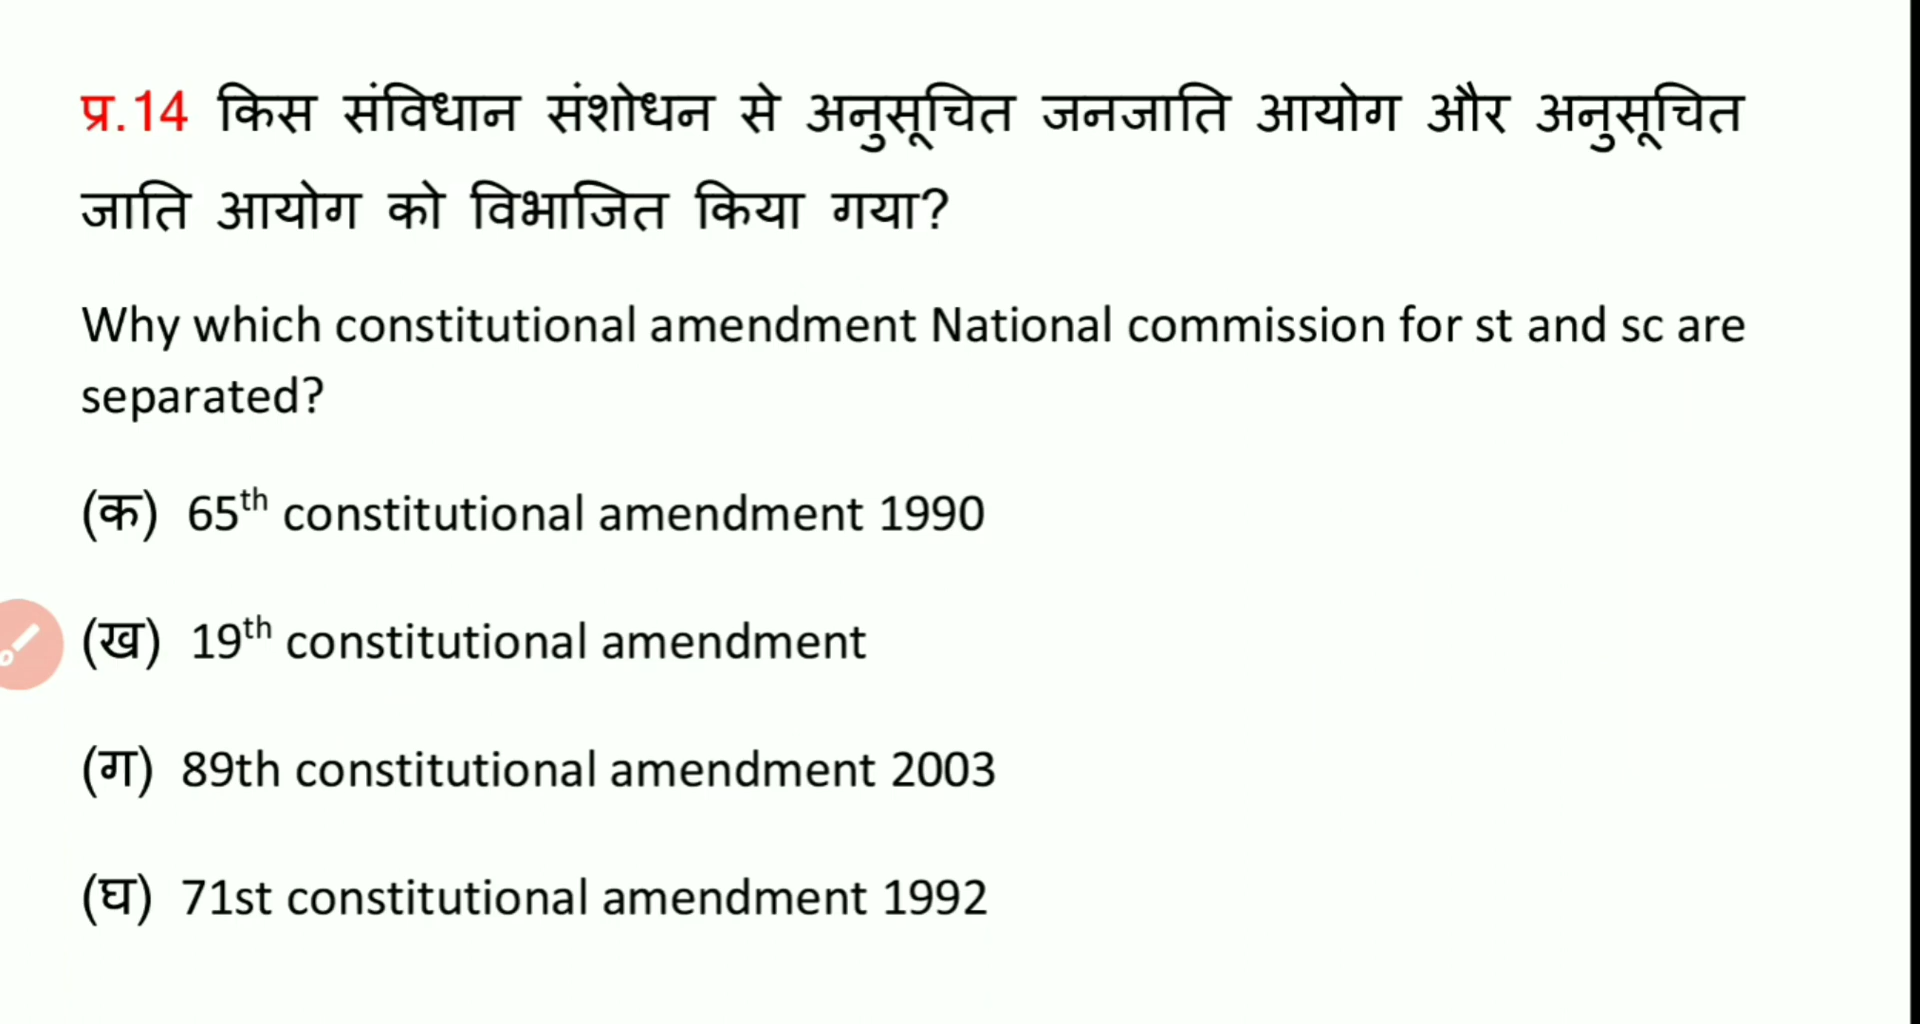 प्र.14 किस संविधान संशोधन से अनुसूचित जनजाति आयोग और अनुसूचित
जाति आयोग को विभाजित किया गया?
Why which constitutional amendment National commission for st and sc are
separated?
(क) 65th constitutional amendment 1990
(ख) 19th constitutional amendment
(ग) 89th constitutional amendment 2003
(घ) 71st constitutional amendment 1992